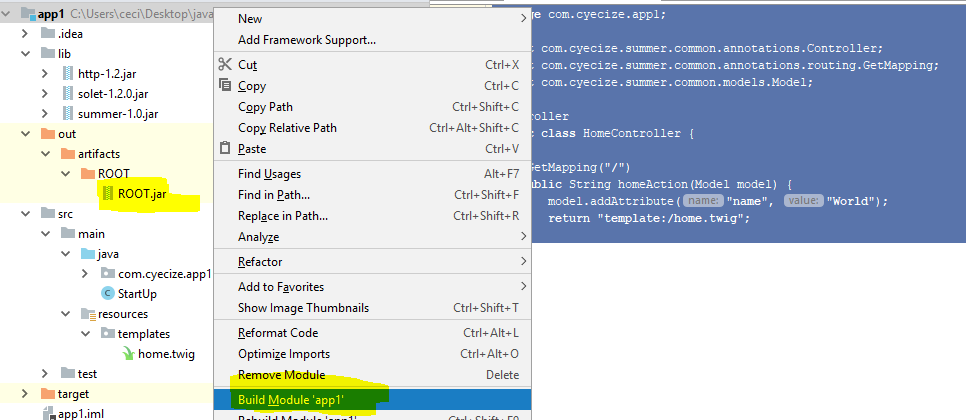 app1 C:\Users\ceci\Desktop\java
.idea
lib
http-1.2.jar
solet-1.2.0.jar
summer-1.0.jar
out
artifacts
ROOT
ROOT.jar
src
main
java
com.cyecize.app1
StartUp
resources
templates
home.twig
test
target
app1.iml
New
Add Framework Support...
Cut Ctrl+X
Copy Ctrl+C
Copy Path Ctrl+Shift+C
Copy Relative Path Ctrl+Alt+Shift+C
Paste Ctrl+V
Find Usages Alt+F7
Find in Path... Ctrl+Shift+F
Replace in Path... Ctrl+Shift+R
Analyze
Refactor
Add to Favorites
Show Image Thumbnails Ctrl+Shift+T
Reformat Code Ctrl+Alt+L
Optimize Imports Ctrl+Alt+O
Remove Module Delete
Build Module 'app1'
Rebuild Module 'app1' Ctrl+Shift+F9
ge com.cyecize.app1;
t com.cyecize.summer.common.annotations.Controller;
t com.cyecize.summer.common.annotations.routing.GetMapping;
t com.cyecize.summer.common.models.Model;
roller
c class HomeController {
GetMapping("/")
ublic String homeAction(Model model) {
model.addAttribute( name: "name", value: "World");
return "template:/home.twig";